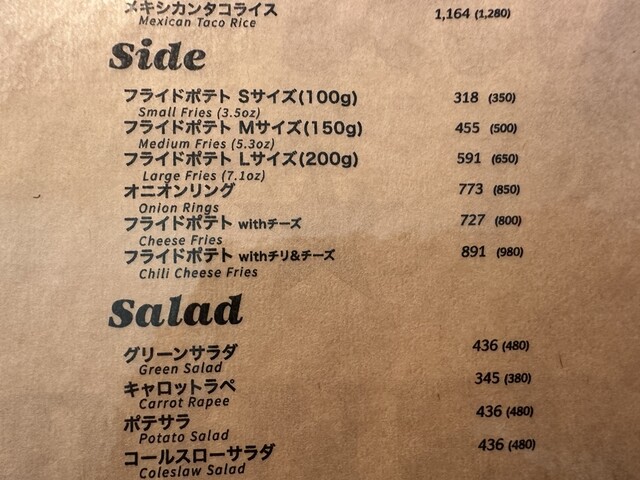 メキシカンタコライス 1,164 (1,280)
Mexican Taco Rice
Side
フライドポテト Sサイズ(100g) 318 (350)
Small Fries (3.5oz)
フライドポテト Mサイズ(150g) 455 (500)
Medium Fries (5.3oz)
フライドポテト Lサイズ(200g) 591 (650)
Large Fries (7.1oz)
オニオンリング 773 (850)
Onion Rings
フライドポテト withチーズ 727 (800)
Cheese Fries
フライドポテト withチリ&チーズ 891 (980)
Chili Cheese Fries
Salad
グリーンサラダ 436 (480)
Green Salad
キャロットラペ 345 (380)
Carrot Rapee
ポテサラ 436 (480)
Potato Salad
コールスローサラダ 436 (480)
Coleslaw Salad